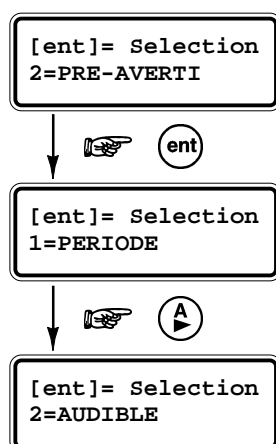 [ent]= Selection
2=PRE-AVERTI
ent
[ent]= Selection
1=PERIODE
A
[ent]= Selection
2=AUDIBLE